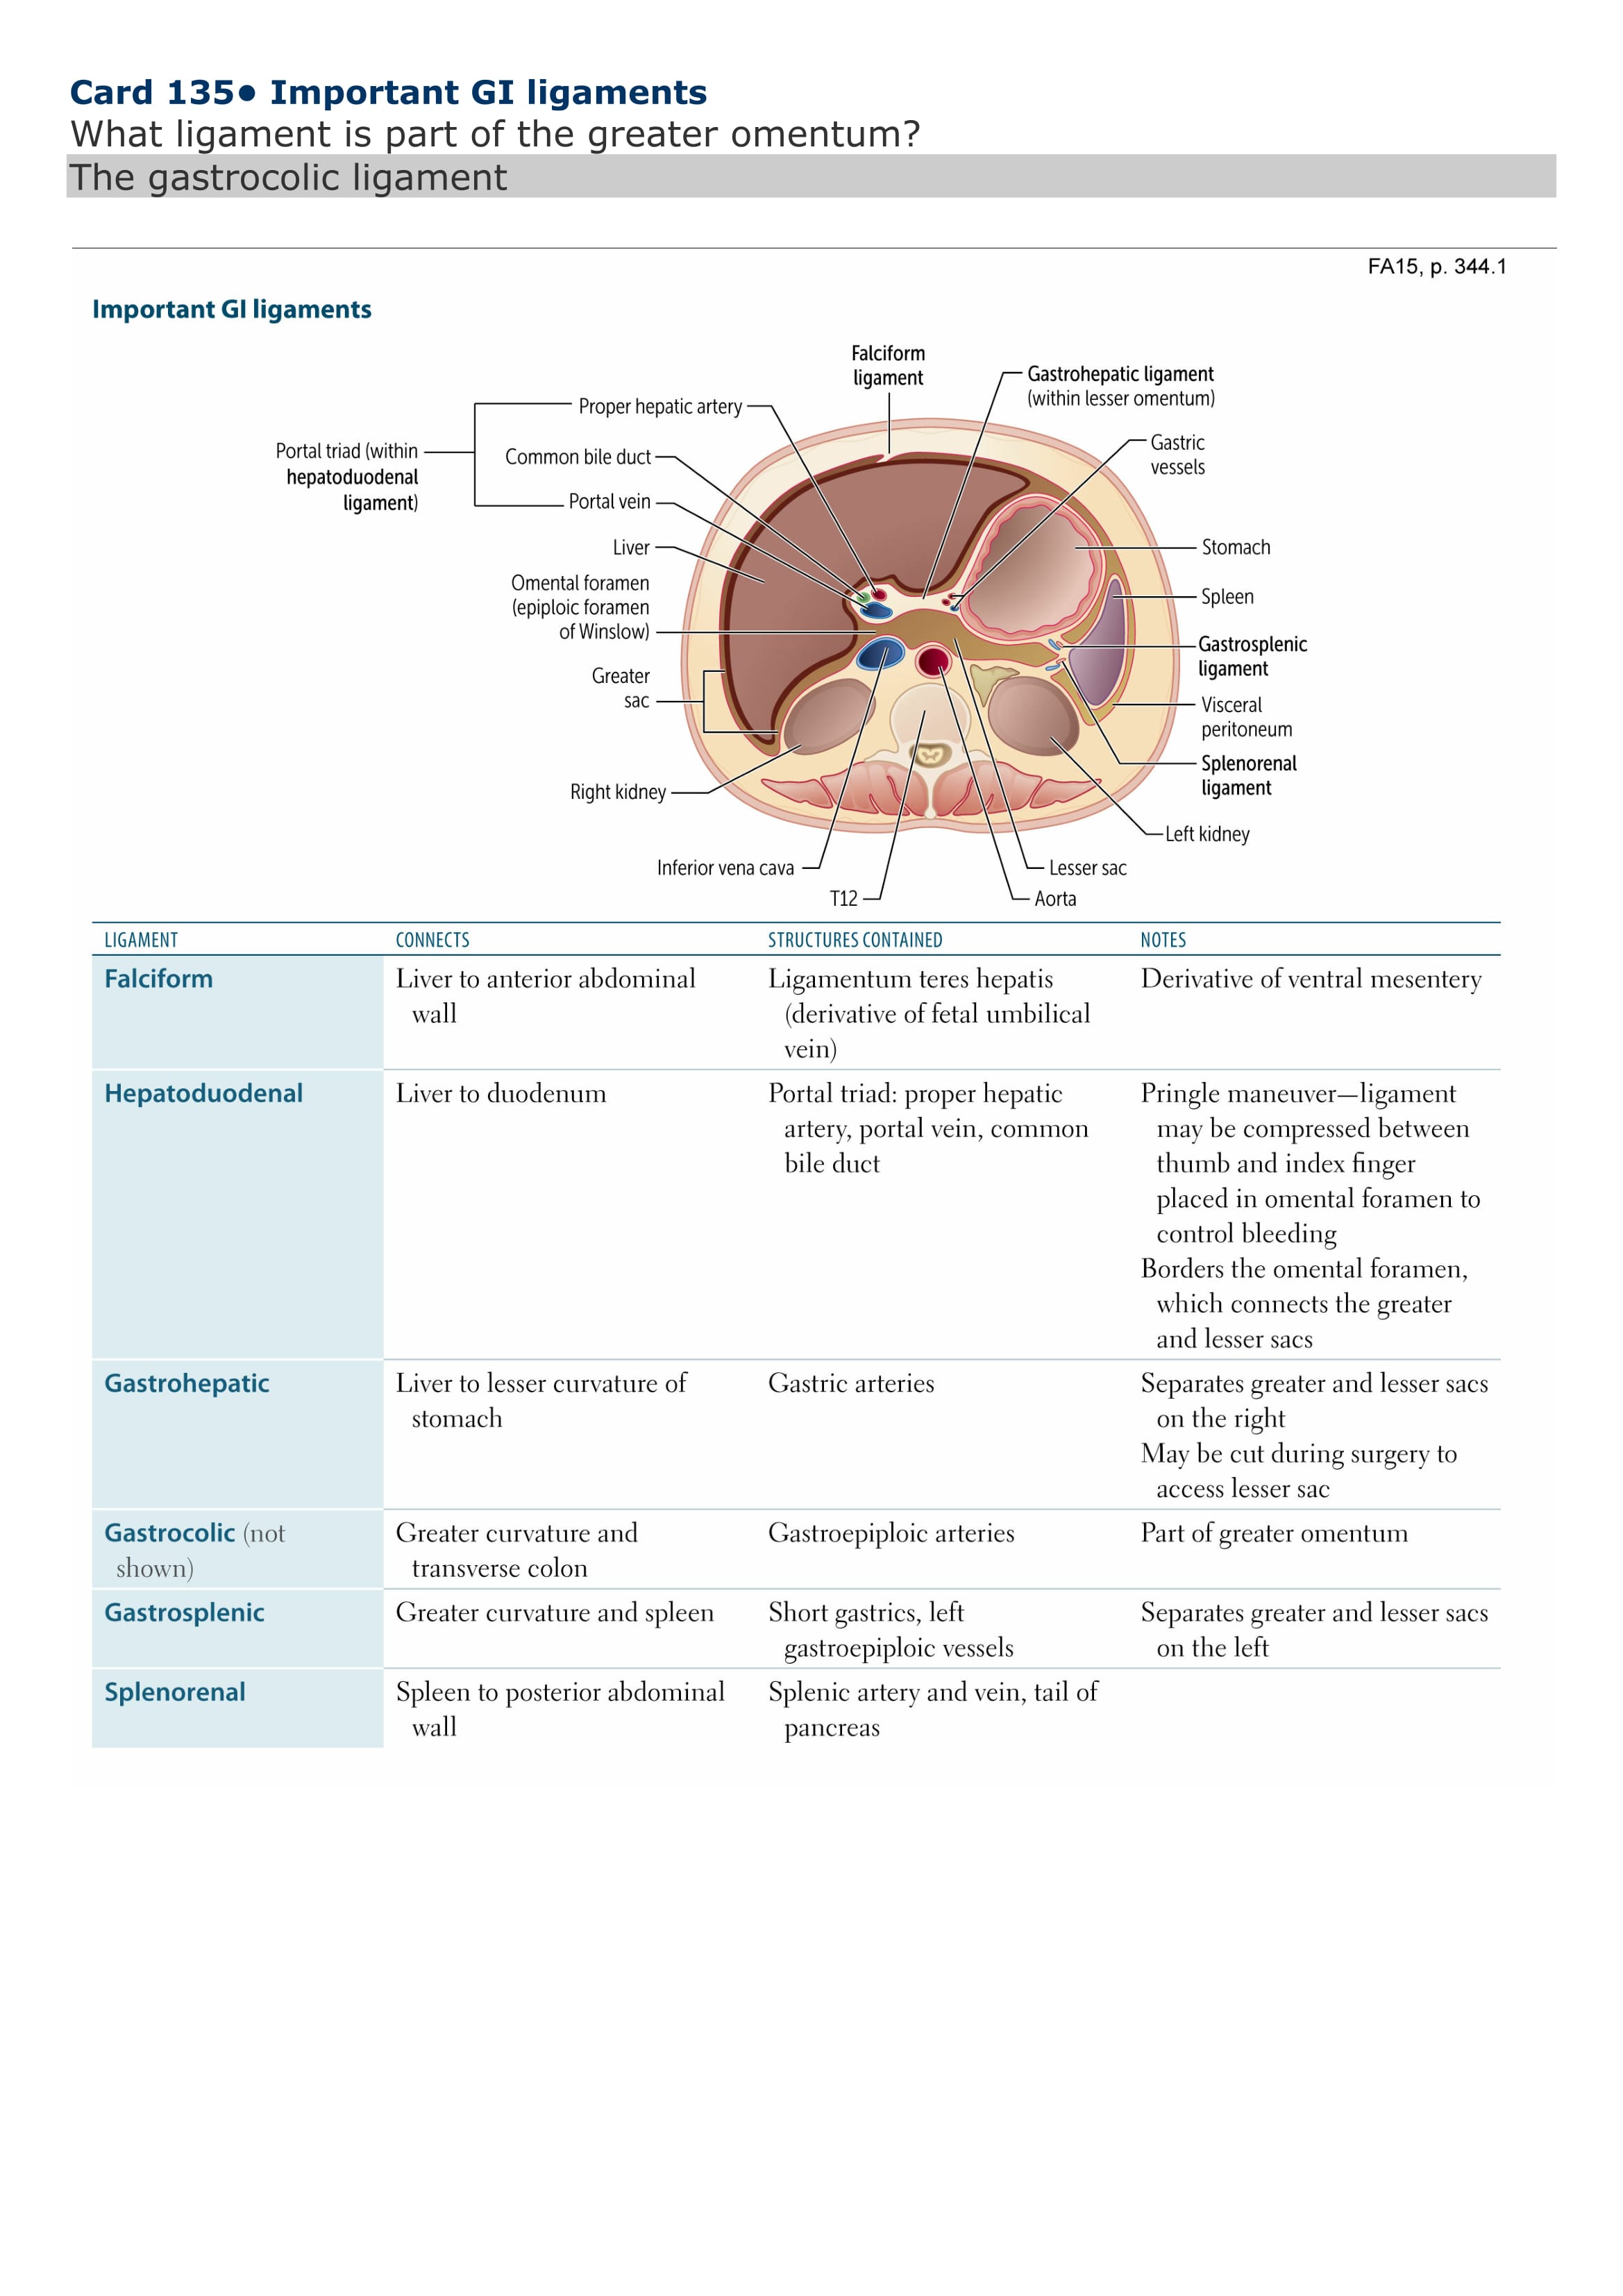 Card 135● Important GI ligaments
What ligament is part of the greater omentum?
The gastrocolic ligament
FA15, p. 344.1
Important GI ligaments
Falciform
ligament
Gastrohepatic ligament
(within lesser omentum)
Proper hepatic artery
Portal triad (within
hepatoduodenal
ligament)
Common bile duct
Portal vein
Gastric
vessels
Liver
Stomach
Omental foramen
(epiploic foramen
of Winslow)
Spleen
Gastrosplenic
ligament
Greater
sac
Visceral
peritoneum
Splenorenal
ligament
Right kidney
Left kidney
Inferior vena cava
Lesser sac
T12
Aorta
LIGAMENT CONNECTS STRUCTURES CONTAINED NOTES
Falciform Liver to anterior abdominal Ligamentum teres hepatis Derivative of ventral mesentery
wall (derivative of fetal umbilical
vein)
Hepatoduodenal Liver to duodenum Portal triad: proper hepatic Pringle maneuver—ligament
artery, portal vein, common may be compressed between
bile duct thumb and index finger
placed in omental foramen to
control bleeding
Borders the omental foramen,
which connects the greater
and lesser sacs
Gastrohepatic Liver to lesser curvature of Gastric arteries Separates greater and lesser sacs
stomach on the right
May be cut during surgery to
access lesser sac
Gastrocolic (not Greater curvature and Gastroepiploic arteries Part of greater omentum
shown) transverse colon
Gastrosplenic Greater curvature and spleen Short gastrics, left Separates greater and lesser sacs
gastroepiploic vessels on the left
Splenorenal Spleen to posterior abdominal Splenic artery and vein, tail of
wall pancreas